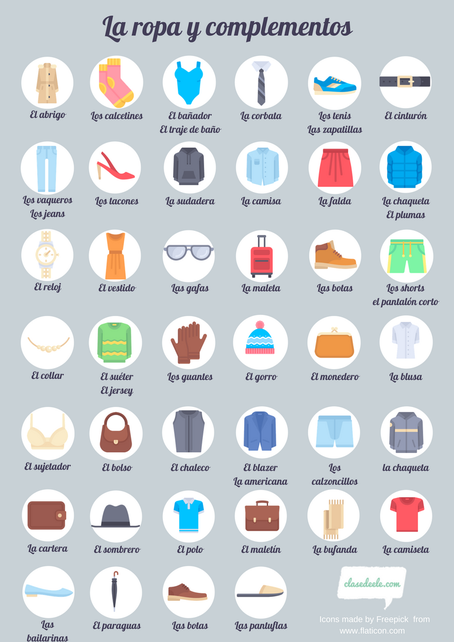 La ropa y complementos
El abrigo
Los calcetines
El bañador
El traje de baño
La corbata
Los tenis
Las zapatillas
El cinturón
Los vaqueros
Los jeans
Los tacones
La sudadera
La camisa
La falda
La chaqueta
El plumas
El reloj
El vestido
Las gafas
La maleta
Las botas
Los shorts
el pantalón corto
El collar
El suéter
El jersey
Los guantes
El gorro
El monedero
La blusa
El sujetador
El bolso
El chaleco
El blazer
La americana
Los
calzoncillos
la chaqueta
La cartera
El sombrero
El polo
El maletín
La bufanda
La camiseta
Las
bailarinas
El paraguas
Las botas
Las pantuflas
clasedeele.com
Icons made by Freepick from
www.flaticon.com